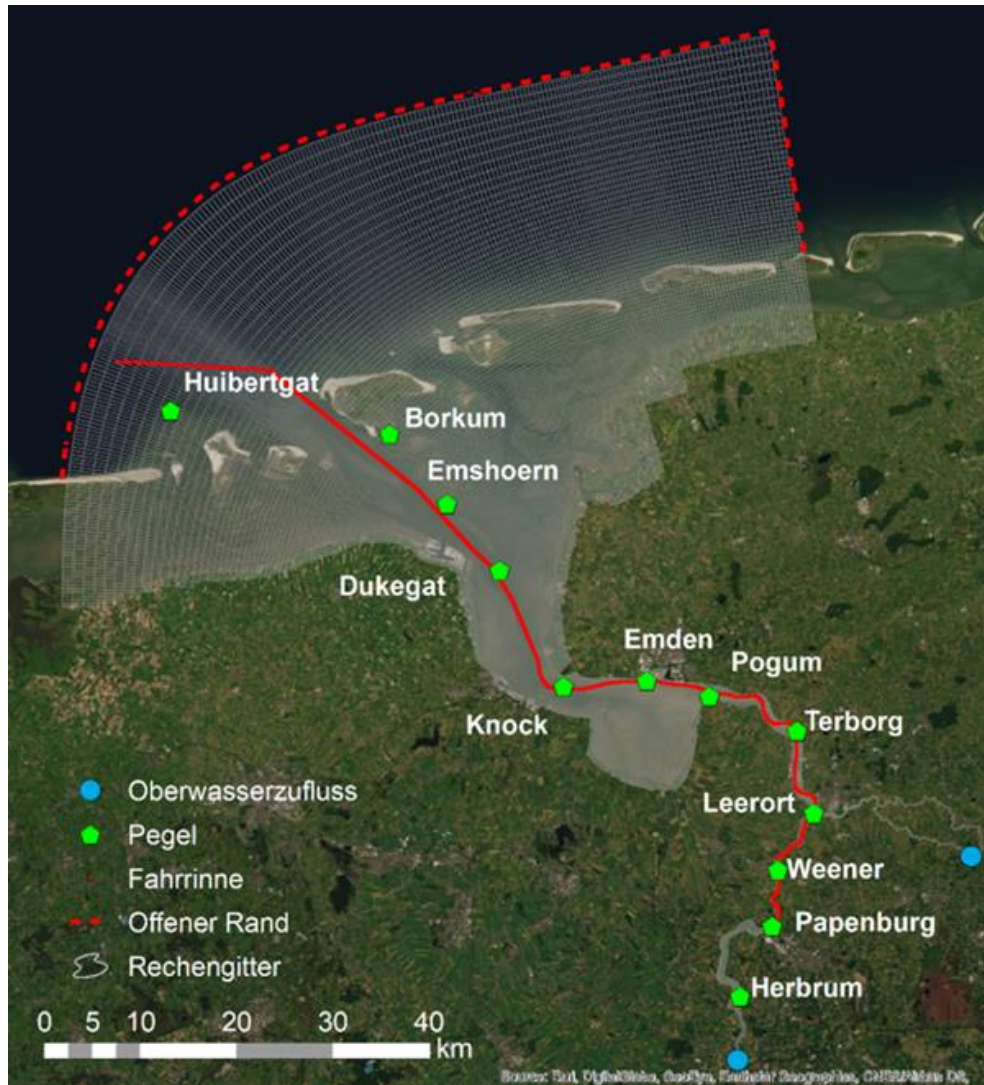 Huibertgat
Borkum
Emshoern
Dukegat
Emden
Pogum
Knock
Terborg
Leerort
Weener
Papenburg
Herbrum
Oberwasserzufluss
Pegel
Fahrrinne
Offener Rand
Rechengitter
0 5 10 20 30 40
km